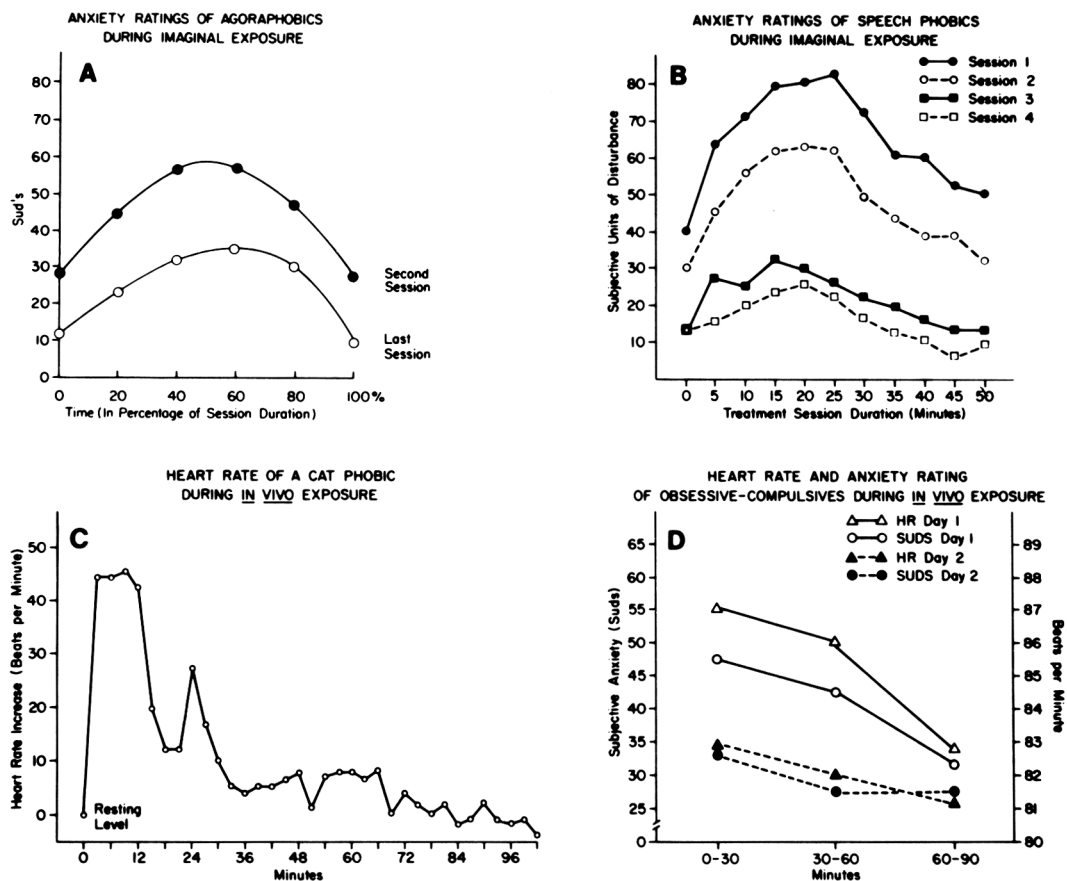 ANXIETY RATINGS OF AGORAPHOBICS
DURING IMAGINAL EXPOSURE
A
80
70
60
50
40
30
20
10
0
Sud's
Second
Session
Last
Session
0 20 40 60 80 100%
Time (In Percentage of Session Duration)
ANXIETY RATINGS OF SPEECH PHOBICS
DURING IMAGINAL EXPOSURE
B
Session 1
Session 2
Session 3
Session 4
80
70
60
50
40
30
20
10
Subjective Units of Disturbance
0 5 10 15 20 25 30 35 40 45 50
Treatment Session Duration (Minutes)
HEART RATE OF A CAT PHOBIC
DURING IN VIVO EXPOSURE
C
50
40
30
20
10
0
Heart Rate Increase (Beats per Minute)
Resting
Level
0 12 24 36 48 60 72 84 96
Minutes
HEART RATE AND ANXIETY RATING
OF OBSESSIVE-COMPULSIVES DURING IN VIVO EXPOSURE
D
HR Day 1
SUDS Day 1
HR Day 2
SUDS Day 2
65
60
55
50
45
40
35
30
25
0
Subjective Anxiety (Suds)
89
88
87
86
85
84
83
82
81
80
Beats per
Minute
0-30 30-60 60-90
Minutes